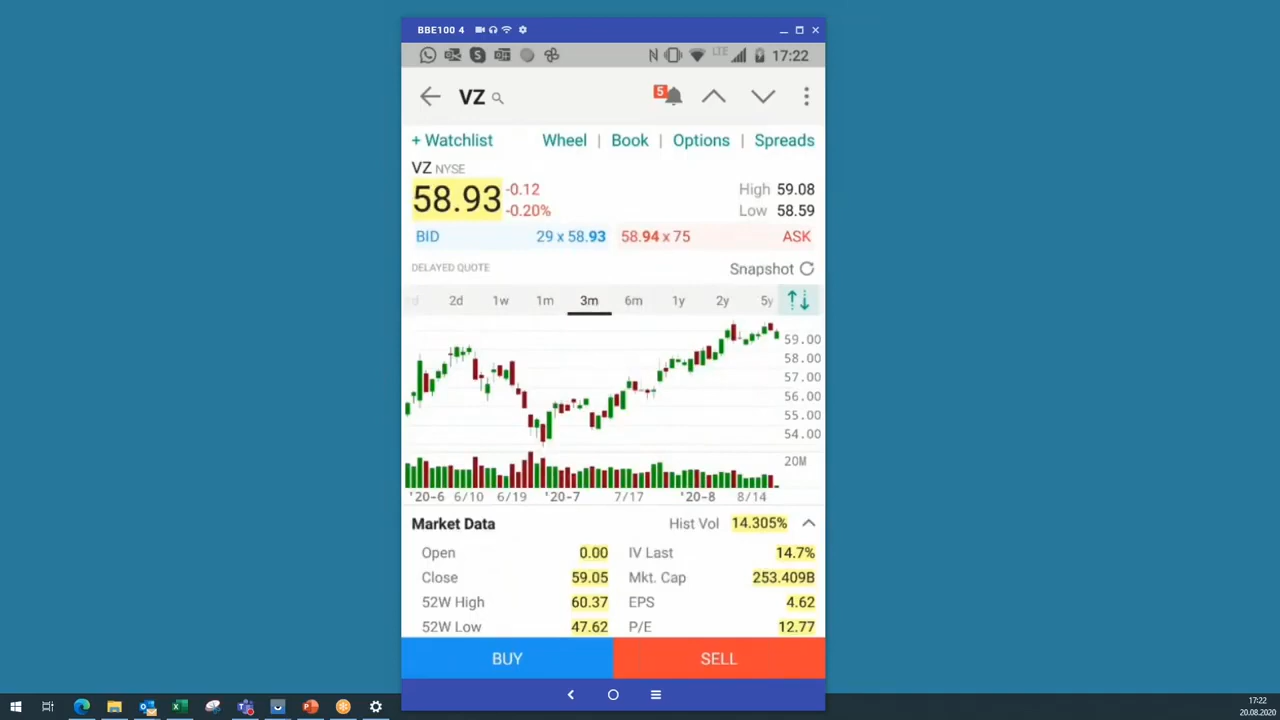 BBE100 4
LTE 17:22
VZ 5
+ Watchlist Wheel | Book | Options | Spreads
VZ NYSE
58.93 -0.12 High 59.08
-0.20% Low 58.59
BID 29 x 58.93 58.94 x 75 ASK
DELAYED QUOTE Snapshot
2d 1w 1m 3m 6m 1y 2y 5y
59.00
58.00
57.00
56.00
55.00
54.00
20M
'20-6 6/10 6/19 '20-7 7/17 '20-8 8/14
Market Data Hist Vol 14.305%
Open 0.00 IV Last 14.7%
Close 59.05 Mkt. Cap 253.409B
52W High 60.37 EPS 4.62
52W Low 47.62 P/E 12.77
BUY SELL
17:22
20.08.2020